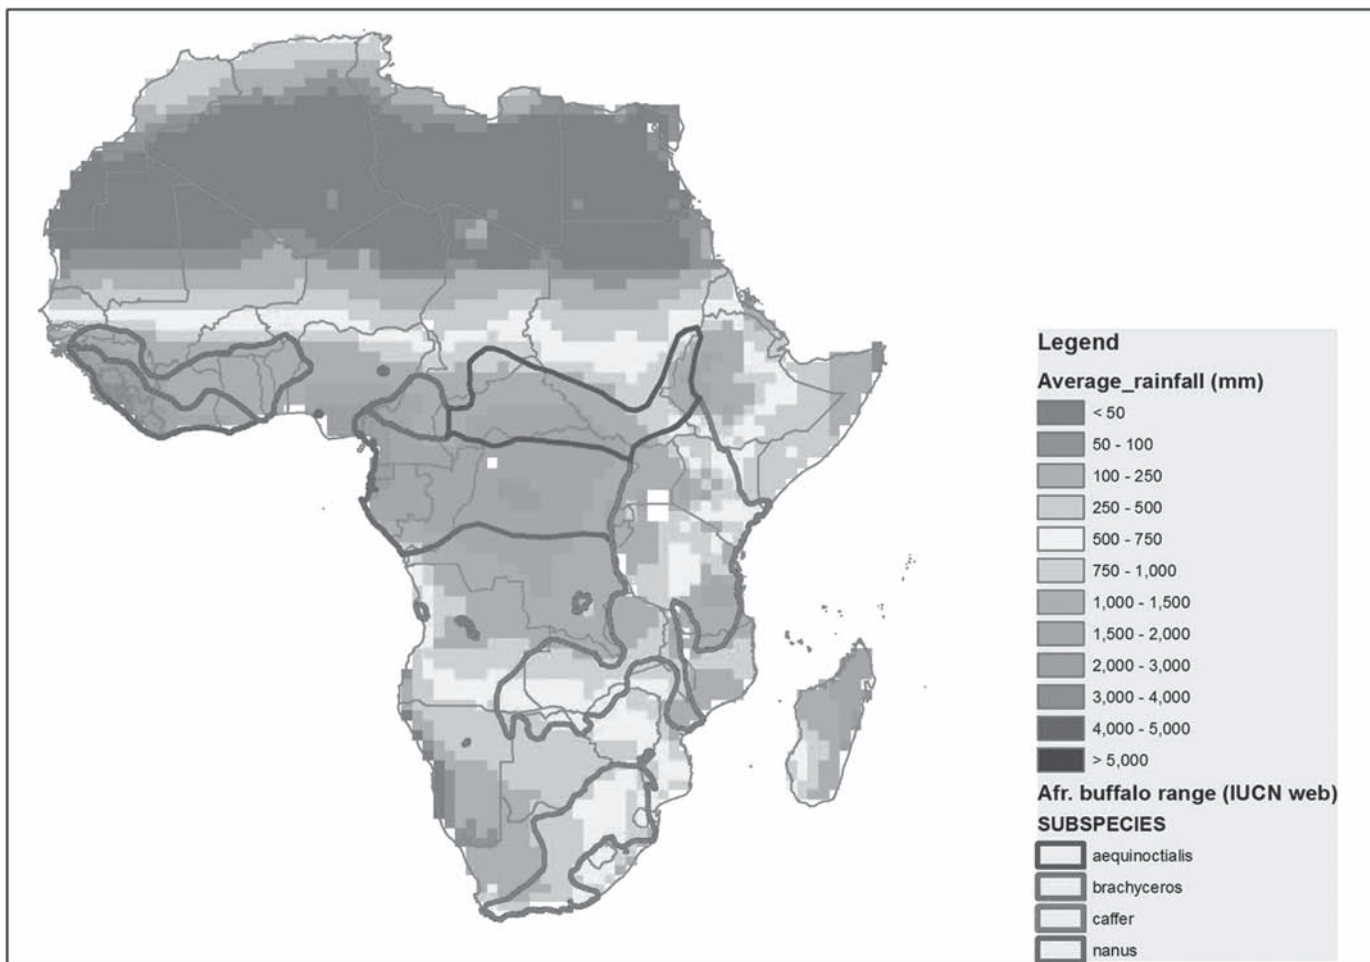 Legend
Average_rainfall (mm)
< 50
50 - 100
100 - 250
250 - 500
500 - 750
750 - 1,000
1,000 - 1,500
1,500 - 2,000
2,000 - 3,000
3,000 - 4,000
4,000 - 5,000
> 5,000
Afr. buffalo range (IUCN web)
SUBSPECIES
aequinoctialis
brachyceros
caffer
nanus